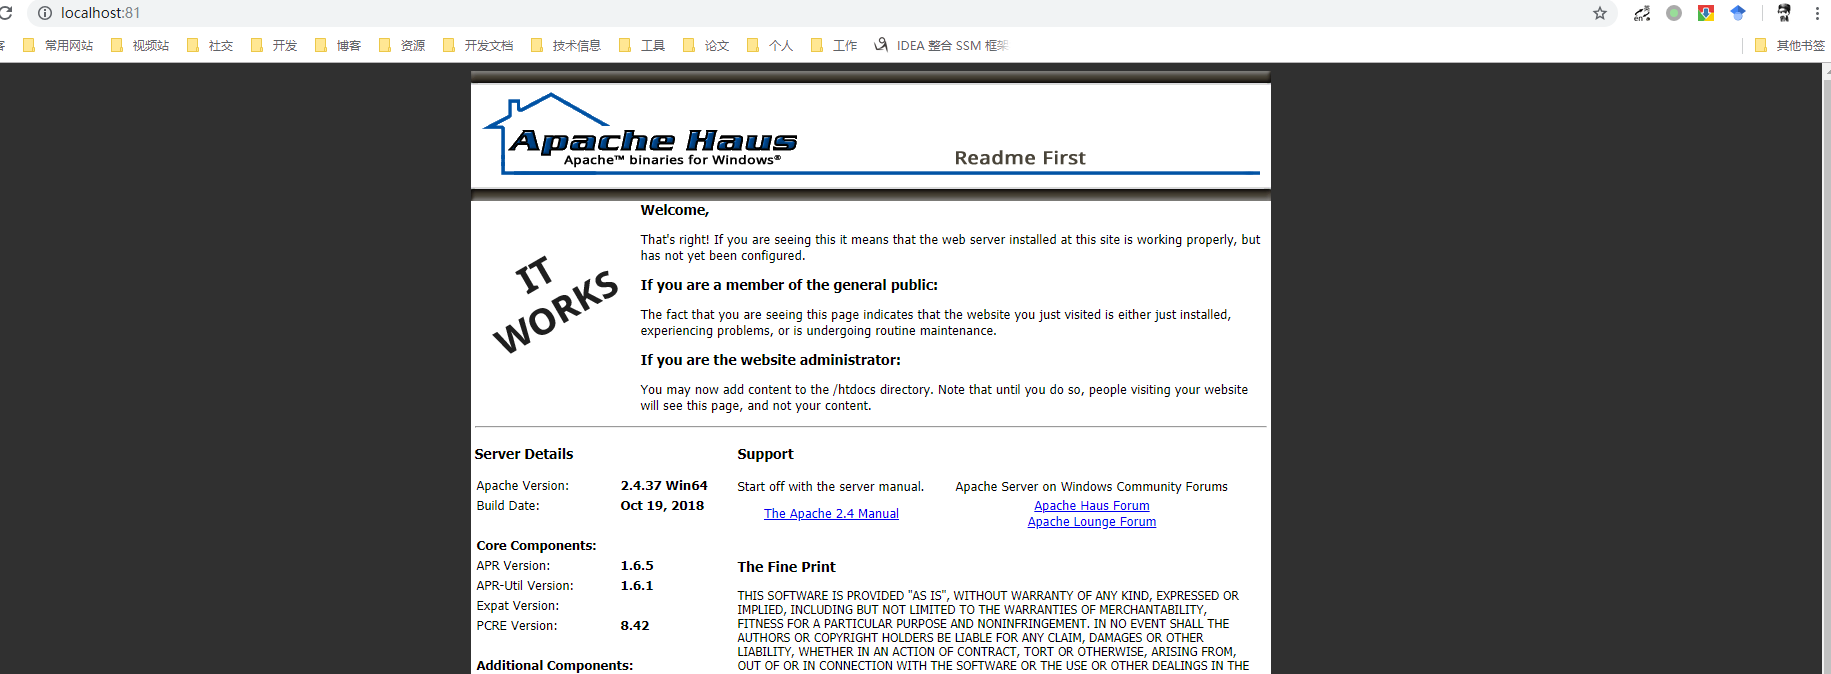 localhost:81
常用网站 视频站 社交 开发 博客 资源 开发文档 技术信息 工具 论文 个人 工作 IDEA 整合 SSM 框架 其他书签
Apache Haus
Apache™ binaries for Windows®
Readme First
IT
WORKS
Welcome,
That's right! If you are seeing this it means that the web server installed at this site is working properly, but
has not yet been configured.
If you are a member of the general public:
The fact that you are seeing this page indicates that the website you just visited is either just installed,
experiencing problems, or is undergoing routine maintenance.
If you are the website administrator:
You may now add content to the /htdocs directory. Note that until you do so, people visiting your website
will see this page, and not your content.
Server Details
Apache Version: 2.4.37 Win64
Build Date: Oct 19, 2018
Core Components:
APR Version: 1.6.5
APR-Util Version: 1.6.1
Expat Version:
PCRE Version: 8.42
Additional Components:
Support
Start off with the server manual.
The Apache 2.4 Manual
Apache Server on Windows Community Forums
Apache Haus Forum
Apache Lounge Forum
The Fine Print
THIS SOFTWARE IS PROVIDED "AS IS", WITHOUT WARRANTY OF ANY KIND, EXPRESSED OR
IMPLIED, INCLUDING BUT NOT LIMITED TO THE WARRANTIES OF MERCHANTABILITY,
FITNESS FOR A PARTICULAR PURPOSE AND NONINFRINGEMENT. IN NO EVENT SHALL THE
AUTHORS OR COPYRIGHT HOLDERS BE LIABLE FOR ANY CLAIM, DAMAGES OR OTHER
LIABILITY, WHETHER IN AN ACTION OF CONTRACT, TORT OR OTHERWISE, ARISING FROM,
OUT OF OR IN CONNECTION WITH THE SOFTWARE OR THE USE OR OTHER DEALINGS IN THE